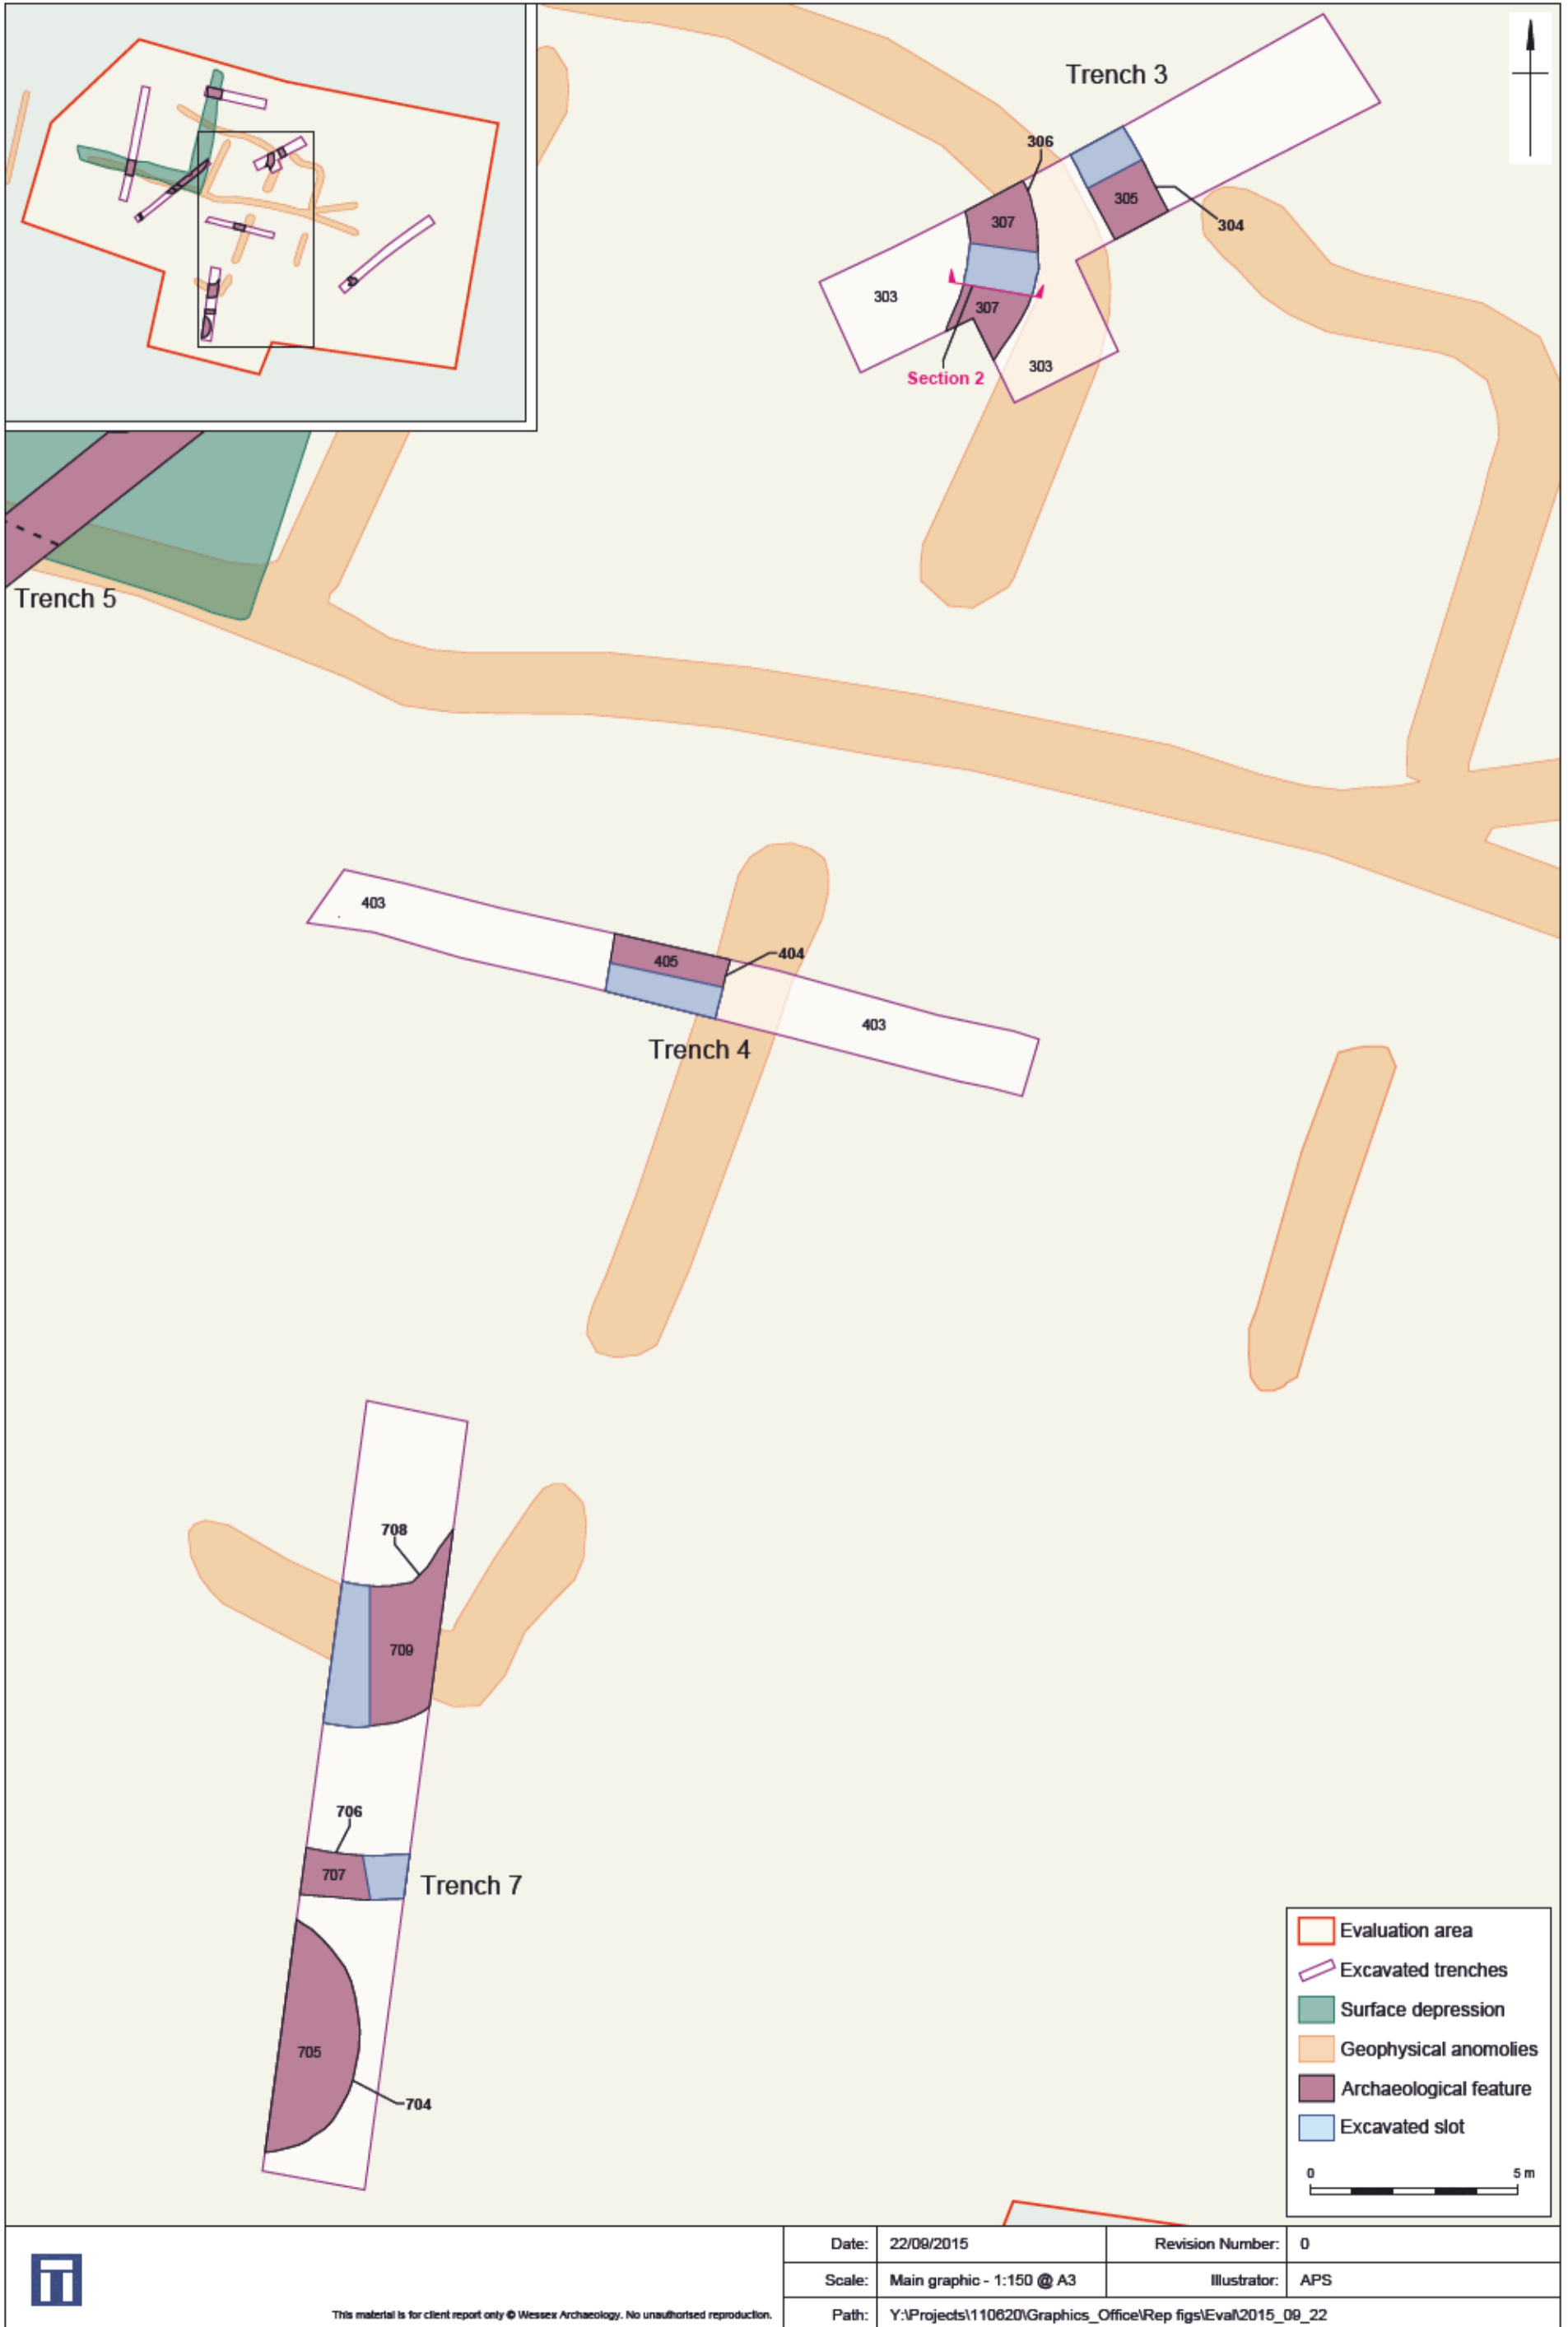 Trench 3
306
305
304
307
303
307
303
Section 2
Trench 5
403
405
404
403
Trench 4
708
709
706
707
Trench 7
705
704
Evaluation area
Excavated trenches
Surface depression
Geophysical anomolies
Archaeological feature
Excavated slot
0 5 m
Date: 22/09/2015 Revision Number: 0
Scale: Main graphic - 1:150 @ A3 Illustrator: APS
This material is for client report only © Wessex Archaeology. No unauthorised reproduction.
Path: Y:\Projects\110620\Graphics_Office\Rep figs\Eval\2015_09_22